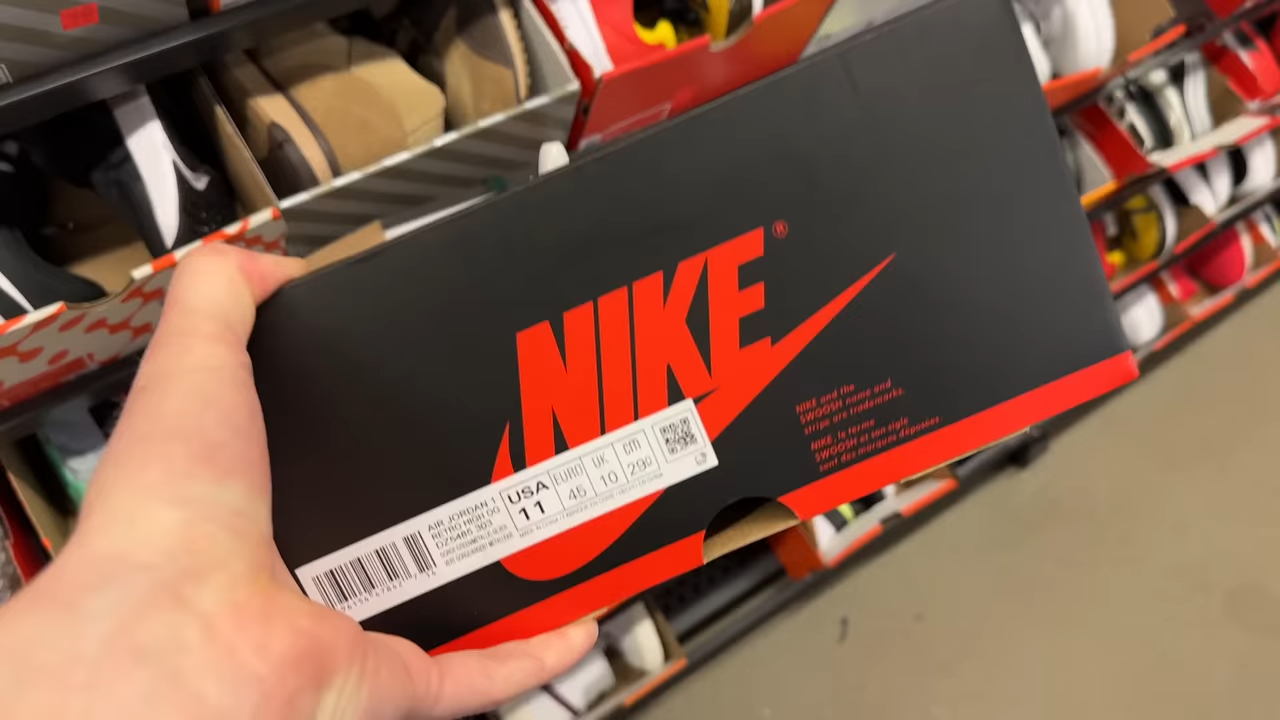 NIKE®
NIKE and the
SWOOSH name and
stripe are trademarks.
NIKE, le terme
SWOOSH et son sigle
sont des marques déposées.
AIR JORDAN 1
RETRO HIGH OG
DZ5485 303
USA
11
EURO
45
UK
10
cm
29